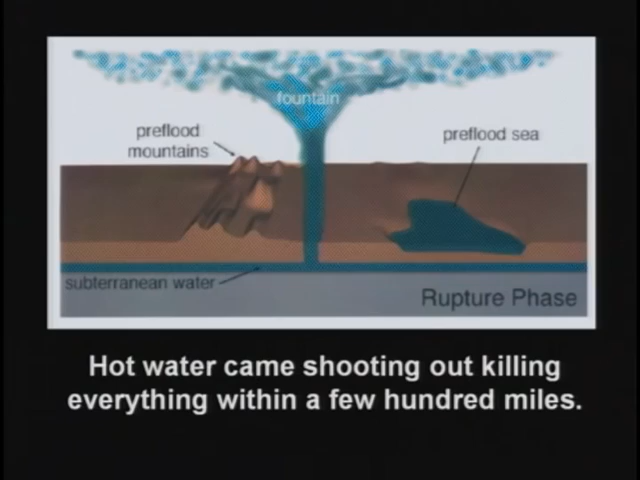 fountain
preflood
mountains
preflood sea
subterranean water
Rupture Phase
Hot water came shooting out killing
everything within a few hundred miles.